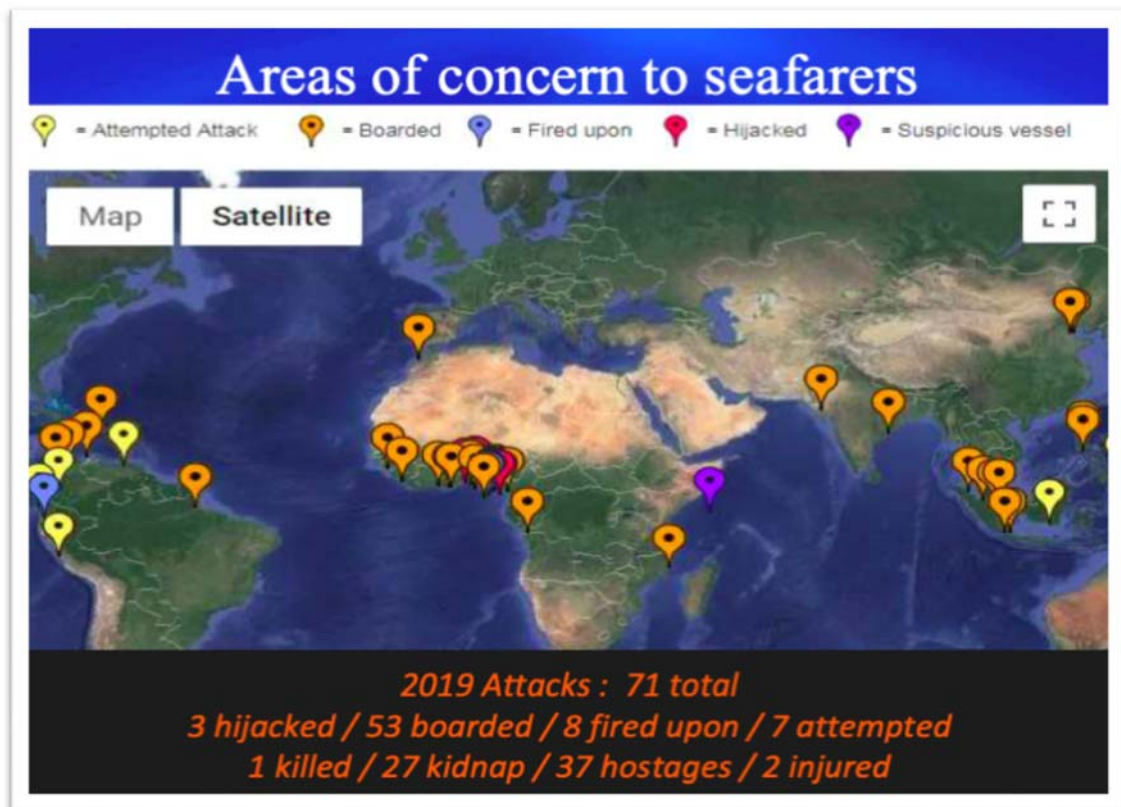 Areas of concern to seafarers
= Attempted Attack = Boarded = Fired upon = Hijacked = Suspicious vessel
Map Satellite
2019 Attacks : 71 total
3 hijacked / 53 boarded / 8 fired upon / 7 attempted
1 killed / 27 kidnap / 37 hostages / 2 injured